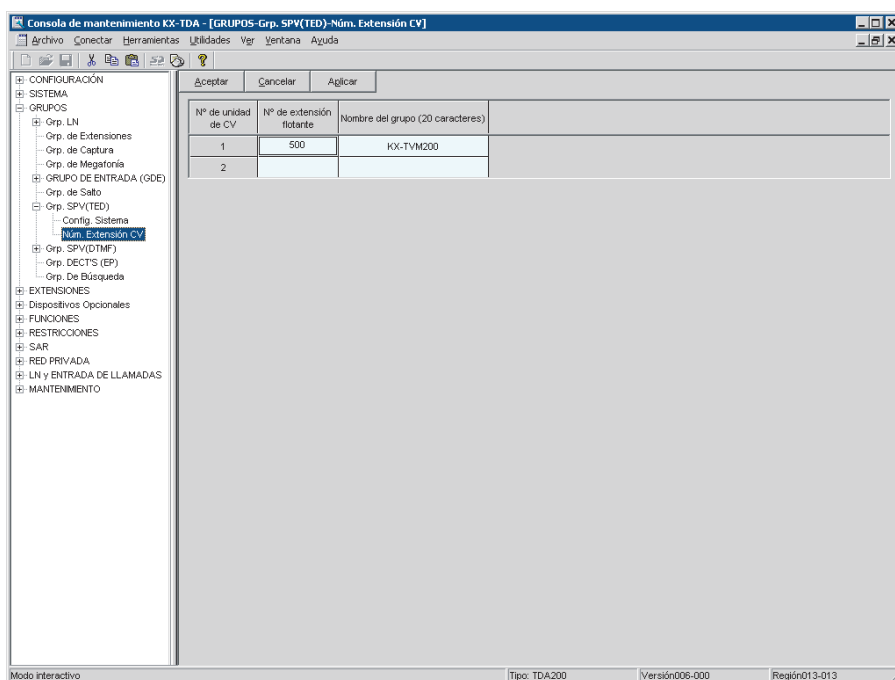 Consola de mantenimiento KX-TDA - [GRUPOS-Grp. SPV(TED)-Núm. Extensión CV]
Archivo Conectar Herramientas Utilidades Ver Ventana Ayuda
CONFIGURACIÓN
SISTEMA
GRUPOS
Grp. LN
Grp. de Extensiones
Grp. de Captura
Grp. de Megafonía
GRUPO DE ENTRADA (GDE)
Grp. de Salto
Grp. SPV(TED)
Config. Sistema
Núm. Extensión CV
Grp. SPV(DTMF)
Grp. DECT'S (EP)
Grp. De Búsqueda
EXTENSIONES
Dispositivos Opcionales
FUNCIONES
RESTRICCIONES
SAR
RED PRIVADA
LN y ENTRADA DE LLAMADAS
MANTENIMIENTO
Aceptar Cancelar Aplicar
Nº de unidad de CV Nº de extensión flotante Nombre del grupo (20 caracteres)
1 500 KX-TVM200
2
Modo interactivo Tipo: TDA200 Versión006-000 Región013-013